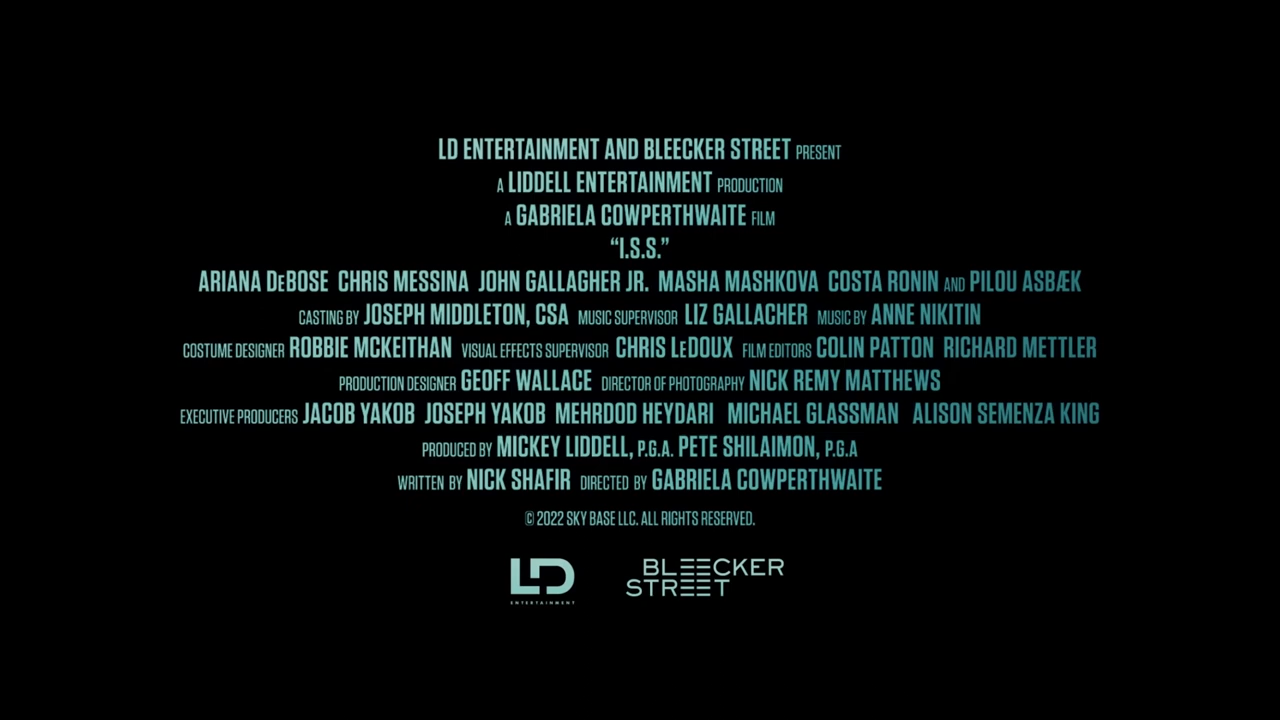 LD ENTERTAINMENT AND BLEECKER STREET PRESENT
A LIDDELL ENTERTAINMENT PRODUCTION
A GABRIELA COWPERTHWAITE FILM
“I.S.S.”
ARIANA DeBOSE CHRIS MESSINA JOHN GALLAGHER JR. MASHA MASHKOVA COSTA RONIN AND PILOU ASBÆK
CASTING BY JOSEPH MIDDLETON, CSA MUSIC SUPERVISOR LIZ GALLACHER MUSIC BY ANNE NIKITIN
COSTUME DESIGNER ROBBIE MCKEITHAN VISUAL EFFECTS SUPERVISOR CHRIS LeDOUX FILM EDITORS COLIN PATTON RICHARD METTLER
PRODUCTION DESIGNER GEOFF WALLACE DIRECTOR OF PHOTOGRAPHY NICK REMY MATTHEWS
EXECUTIVE PRODUCERS JACOB YAKOB JOSEPH YAKOB MEHRDOD HEYDARI MICHAEL GLASSMAN ALISON SEMENZA KING
PRODUCED BY MICKEY LIDDELL, P.G.A. PETE SHILAIMON, P.G.A
WRITTEN BY NICK SHAFIR DIRECTED BY GABRIELA COWPERTHWAITE
© 2022 SKY BASE LLC. ALL RIGHTS RESERVED.
LD
ENTERTAINMENT
BLEECKER
STREET